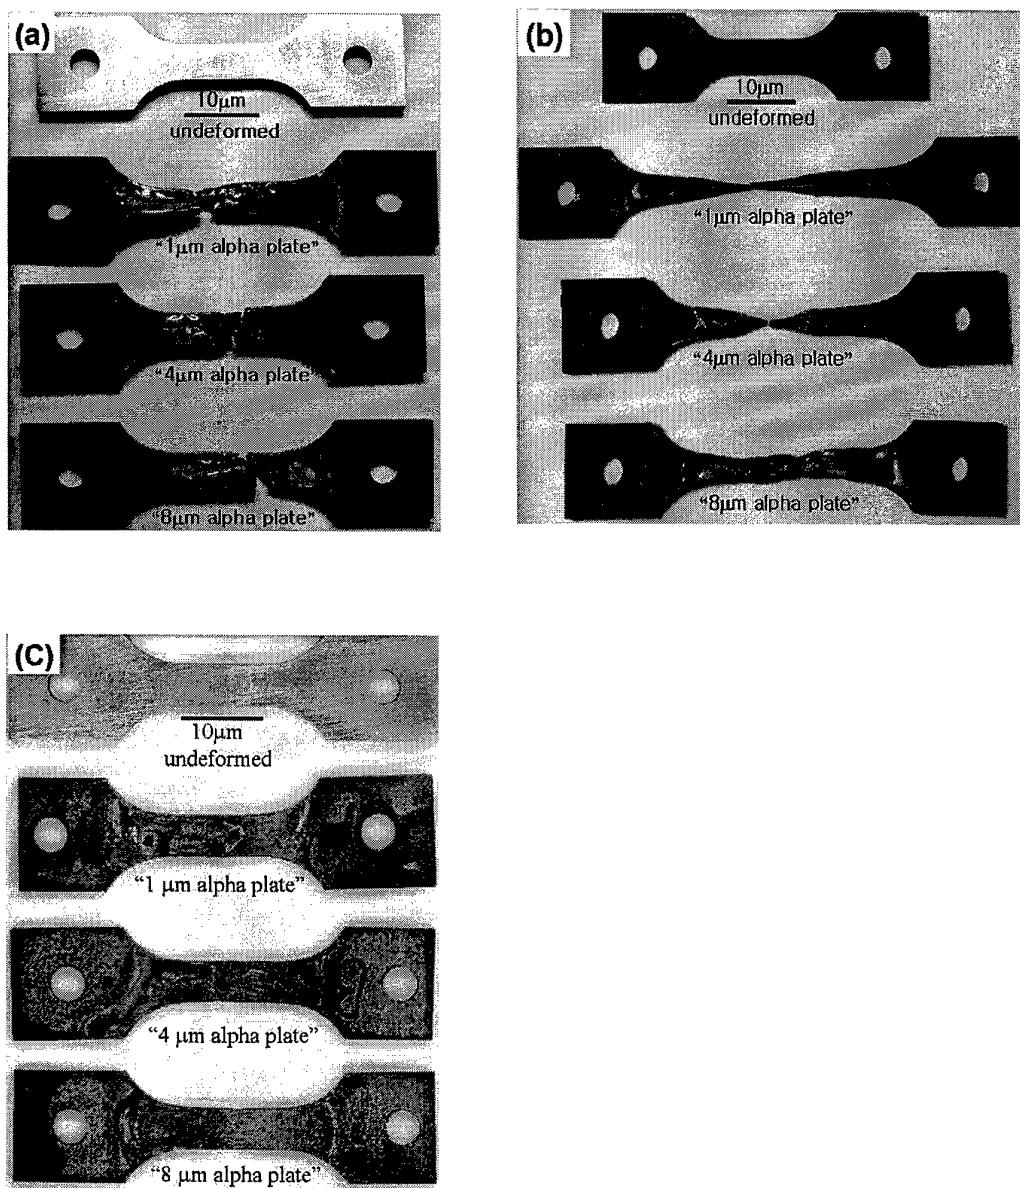 (a)
10μm
undeformed
"1μm alpha plate"
"4μm alpha plate"
"8μm alpha plate"
(b)
10μm
undeformed
"1μm alpha plate"
"4μm alpha plate"
"8μm alpha plate"
(C)
10μm
undeformed
“1 μm alpha plate”
“4 μm alpha plate”
“8 μm alpha plate”